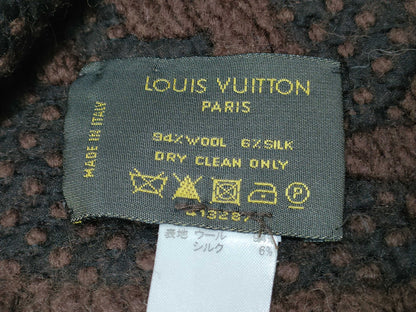 LOUIS VUITTON
PARIS
94% WOOL 6% SILK
DRY CLEAN ONLY
MADE IN ITALY
P
表地 ウール
シルク 6%